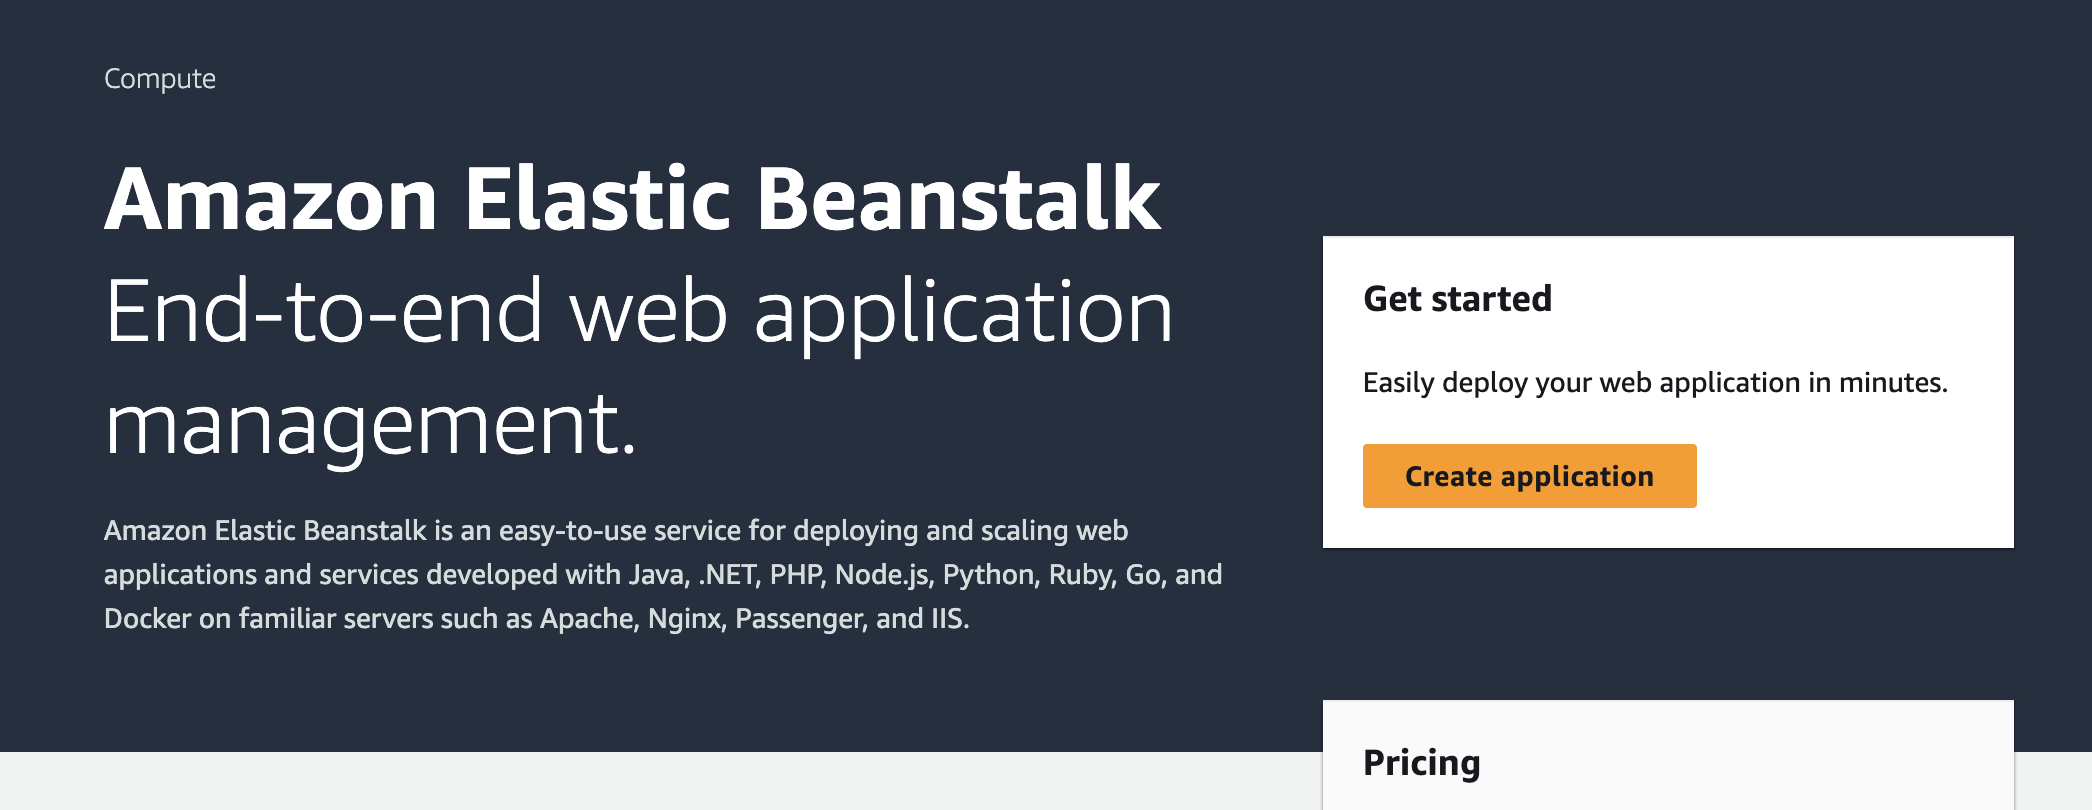 Compute
Amazon Elastic Beanstalk
End-to-end web application
management.
Amazon Elastic Beanstalk is an easy-to-use service for deploying and scaling web
applications and services developed with Java, .NET, PHP, Node.js, Python, Ruby, Go, and
Docker on familiar servers such as Apache, Nginx, Passenger, and IIS.
Get started
Easily deploy your web application in minutes.
Create application
Pricing